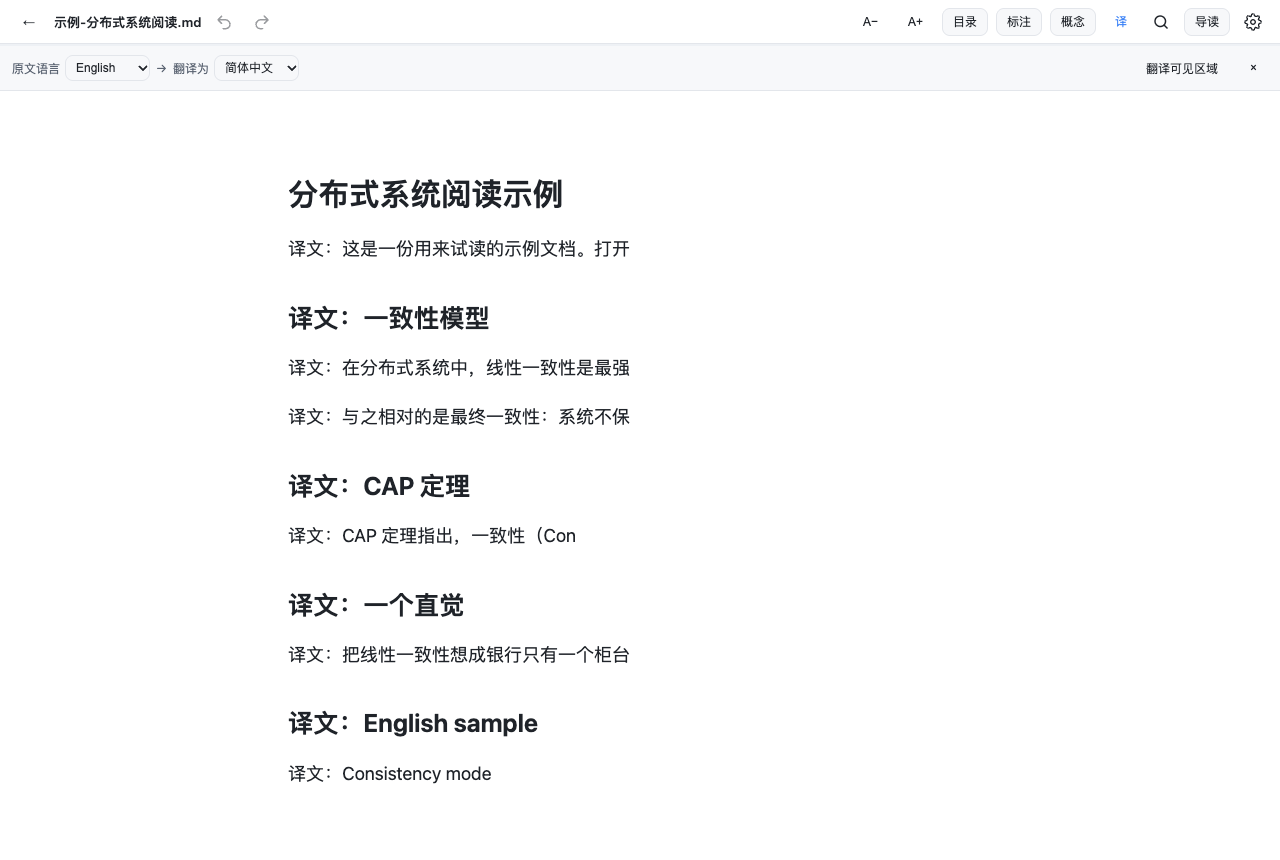 ← 示例-分布式系统阅读.md A− A+ 目录 标注 概念 译 导读
原文语言 English → 翻译为 简体中文 翻译可见区域 ×
分布式系统阅读示例
译文：这是一份用来试读的示例文档。打开
译文：一致性模型
译文：在分布式系统中，线性一致性是最强
译文：与之相对的是最终一致性：系统不保
译文：CAP 定理
译文：CAP 定理指出，一致性（Con
译文：一个直觉
译文：把线性一致性想成银行只有一个柜台
译文：English sample
译文：Consistency mode